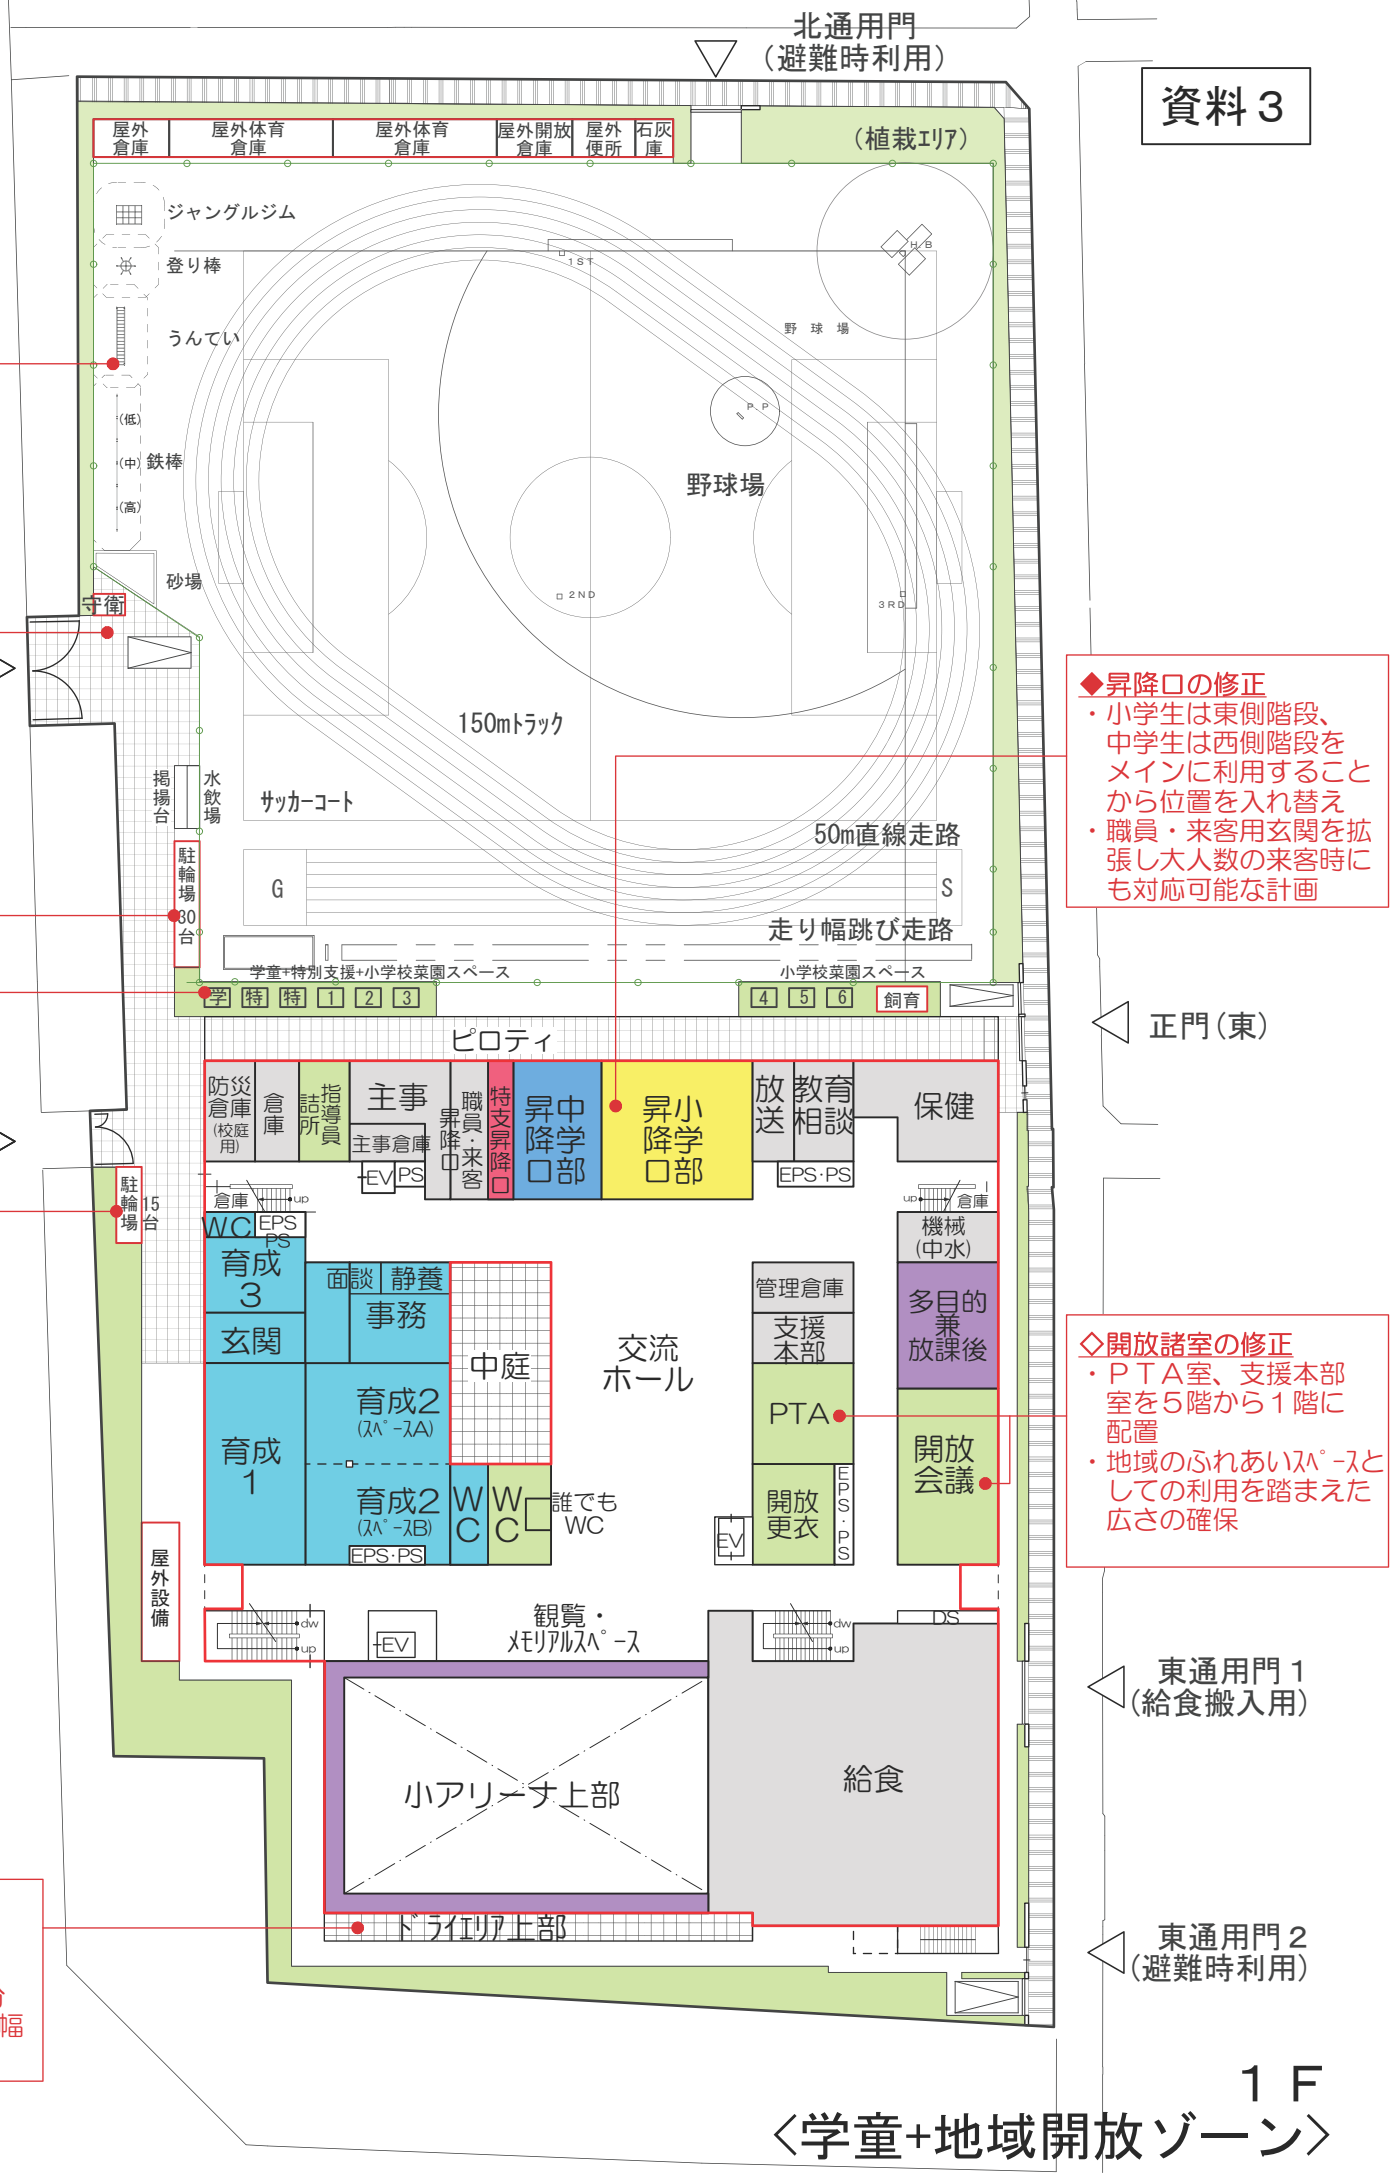 北通用門
（避難時利用）
資料３
屋外
倉庫
屋外体育
倉庫
屋外体育
倉庫
屋外開放
倉庫
屋外
便所
石灰
庫
（植栽ｴﾘｱ）
ジャングルジム
登り棒
うんてい
（低）
（中）
鉄棒
（高）
砂場
守衛
1ST
H B
野 球 場
P P
野球場
2ND
3RD
150mﾄﾗｯｸ
ｻｯｶｰｺｰﾄ
掲揚台
水飲場
駐輪場
30台
50m直線走路
G
S
走り幅跳び走路
学童+特別支援+小学校菜園スペース
小学校菜園スペース
学 特 特 1 2 3
4 5 6 飼育
正門(東)
ピロティ
◆昇降口の修正
・小学生は東側階段、
中学生は西側階段を
メインに利用すること
から位置を入れ替え
・職員・来客用玄関を拡
張し大人数の来客時に
も対応可能な計画
防災
倉庫
(校庭
用)
倉庫
指導員
詰所
主事
主事倉庫
職員・来客
昇降口
特支昇降口
中学部
昇降口
小学部
昇降口
放送
教育
相談
保健
EV
PS
EPS・PS
駐輪場
15台
倉庫
up
up
倉庫
WC
EPS
PS
機械
(中水)
育成
3
面談
静養
事務
玄関
中庭
交流
ホール
管理倉庫
支援
本部
多目的
兼
放課後
PTA
開放
会議
育成2
(ｽﾍﾟｰｽA)
育成
1
育成2
(ｽﾍﾟｰｽB)
EPS・PS
WC
WC
誰でも
WC
開放
更衣
EPS・PS
EV
◇開放諸室の修正
・ＰＴＡ室、支援本部
室を５階から１階に
配置
・地域のふれあいｽﾍﾟｰｽと
しての利用を踏まえた
広さの確保
屋外設備
dw
up
EV
観覧・
ﾒﾓﾘｱﾙｽﾍﾟｰｽ
dw
up
DS
東通用門１
(給食搬入用)
小アリーナ上部
給食
ﾄﾞﾗｲｴﾘｱ上部
東通用門２
(避難時利用)
幅
１Ｆ
〈学童+地域開放ゾーン〉